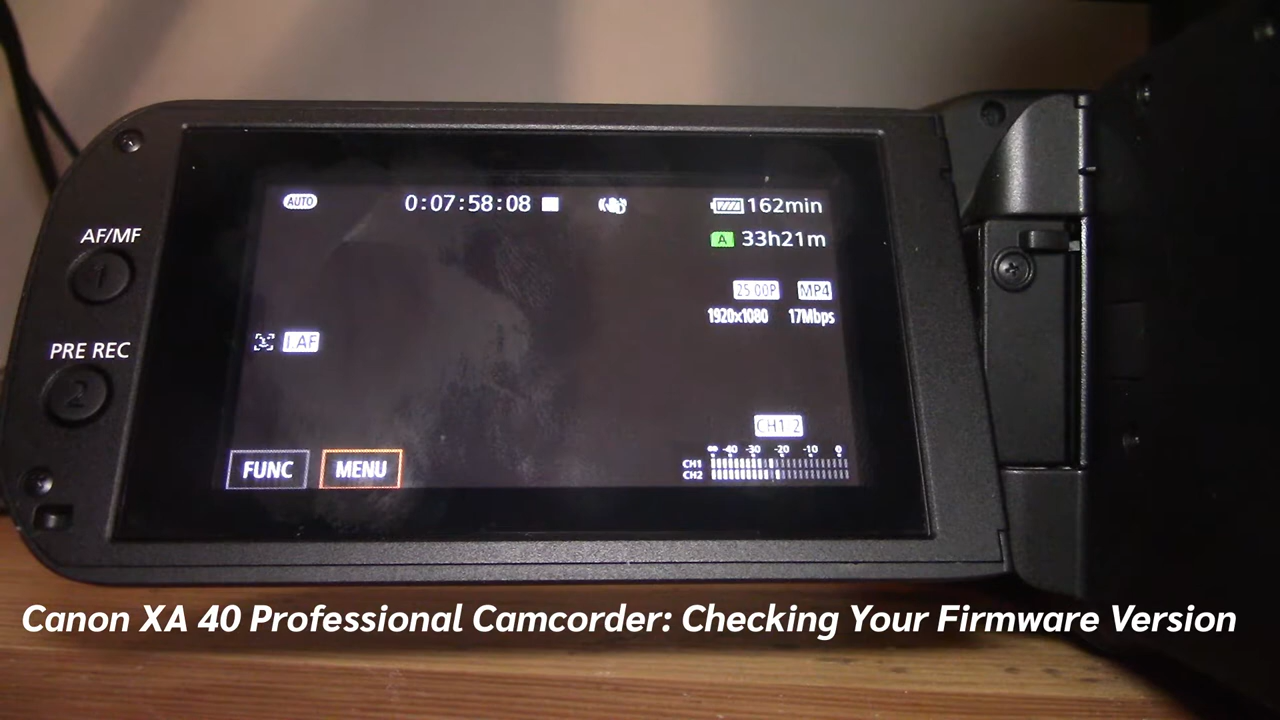 AUTO 0:07:58:08 162min
A 33h21m
AF/MF
1
25.00P MP4
1920x1080 17Mbps
I.AF
PRE REC
2
CH1/2
∞ -40 -30 -20 -10 0
CH1
CH2
FUNC MENU
Canon XA 40 Professional Camcorder: Checking Your Firmware Version